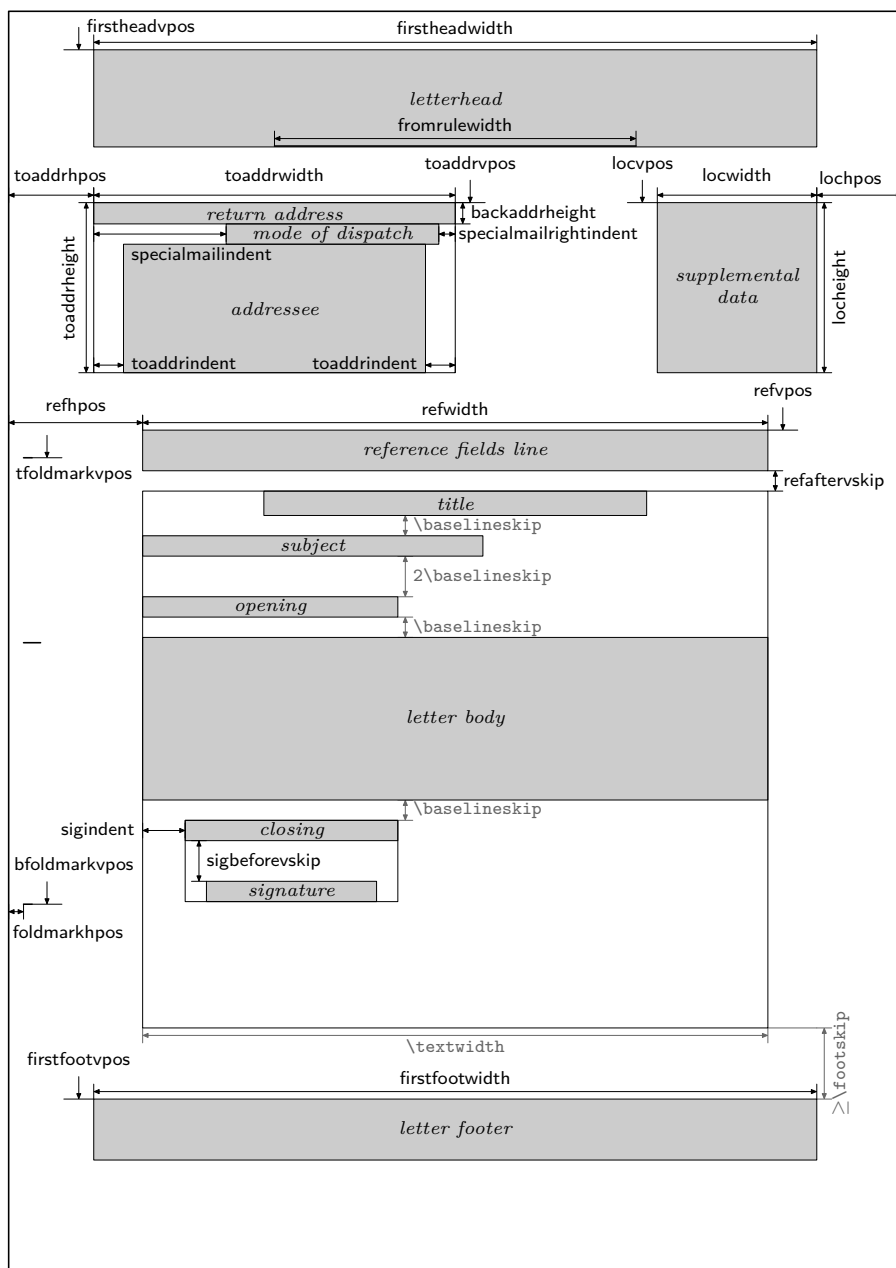 firstheadvpos
firstheadwidth
letterhead
fromrulewidth
toaddrvpos
locvpos
toaddrhpos
toaddrwidth
locwidth
lochpos
return address
backaddrheight
mode of dispatch
specialmailrightindent
specialmailindent
toaddrheight
addressee
supplemental
data
locheight
toaddrindent
toaddrindent
refvpos
refhpos
refwidth
reference fields line
tfoldmarkvpos
refaftervskip
title
\baselineskip
subject
2\baselineskip
opening
\baselineskip
letter body
\baselineskip
sigindent
closing
bfoldmarkvpos
sigbeforevskip
signature
foldmarkhpos
\textwidth
≥\footskip
firstfootvpos
firstfootwidth
letter footer